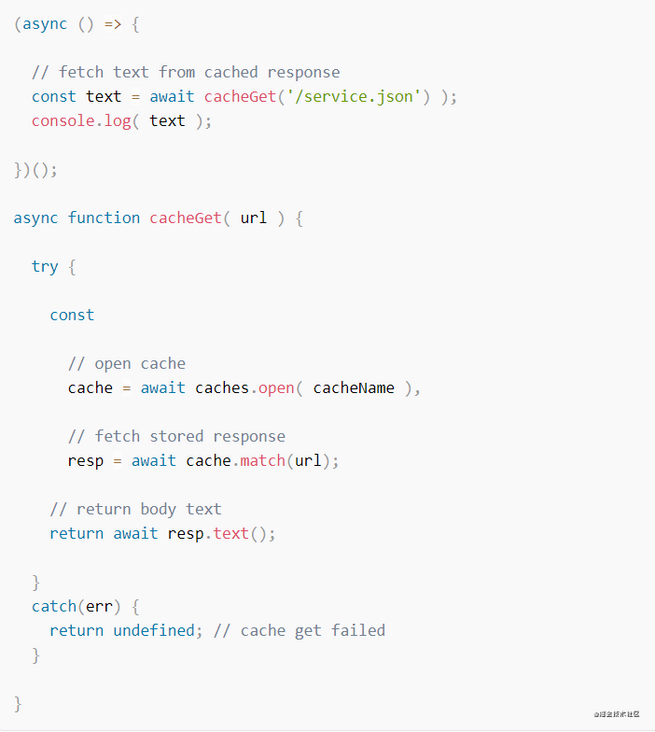 (async () => {
// fetch text from cached response
const text = await cacheGet('/service.json') );
console.log( text );
})();
async function cacheGet( url ) {
try {
const
// open cache
cache = await caches.open( cacheName ),
// fetch stored response
resp = await cache.match(url);
// return body text
return await resp.text();
}
catch(err) {
return undefined; // cache get failed
}
}
@掘金技术社区